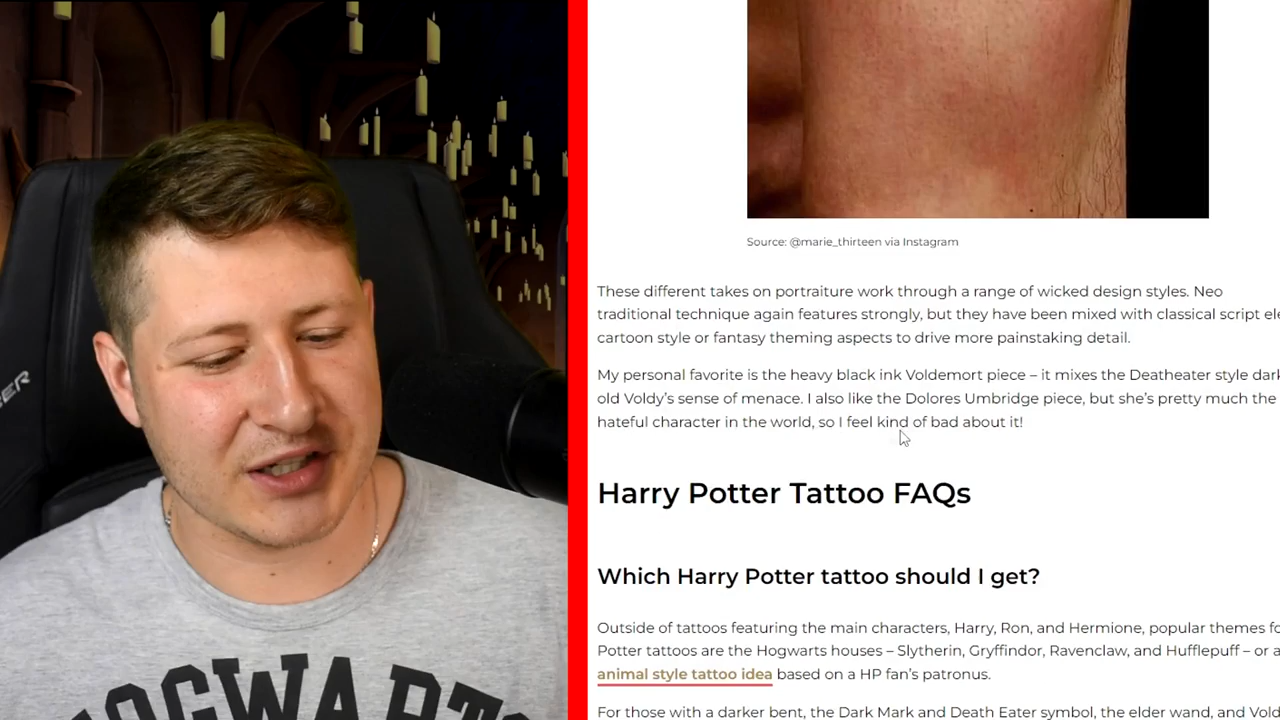 HOGWARTS
Source: @marie_thirteen via Instagram
These different takes on portraiture work through a range of wicked design styles. Neo
traditional technique again features strongly, but they have been mixed with classical script
cartoon style or fantasy theming aspects to drive more painstaking detail.
My personal favorite is the heavy black ink Voldemort piece – it mixes the Deatheater style
old Voldy’s sense of menace. I also like the Dolores Umbridge piece, but she’s pretty much the
hateful character in the world, so I feel kind of bad about it!
Harry Potter Tattoo FAQs
Which Harry Potter tattoo should I get?
Outside of tattoos featuring the main characters, Harry, Ron, and Hermione, popular themes
Potter tattoos are the Hogwarts houses – Slytherin, Gryffindor, Ravenclaw, and Hufflepuff – or
animal style tattoo idea based on a HP fan’s patronus.
For those with a darker bent, the Dark Mark and Death Eater symbol, the elder wand, and